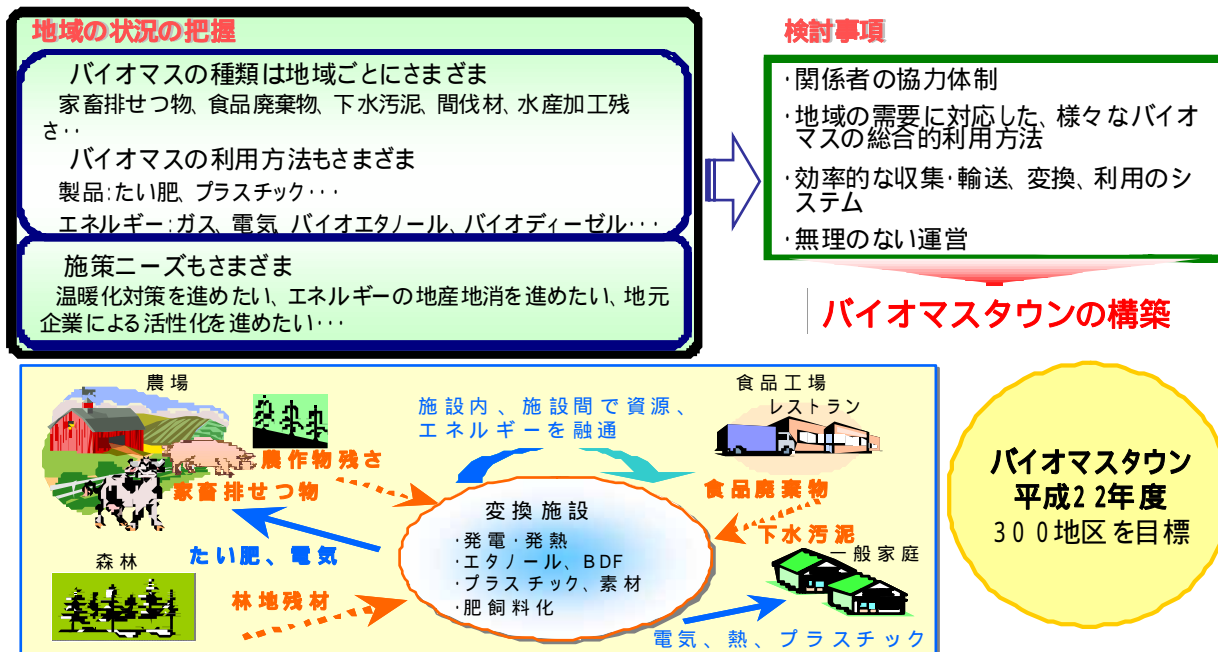 地域の状況の把握
バイオマスの種類は地域ごとにさまざま
家畜排せつ物、食品廃棄物、下水汚泥、間伐材、水産加工残
さ‥
バイオマスの利用方法もさまざま
製品:たい肥、プラスチック…
エネルギー:ガス、電気、バイオエタノール、バイオディーゼル…
施策ニーズもさまざま
温暖化対策を進めたい、エネルギーの地産地消を進めたい、地元
企業による活性化を進めたい…
検討事項
・関係者の協力体制
・地域の需要に対応した、様々なバイオ
マスの総合的利用方法
・効率的な収集・輸送、変換、利用のシ
ステム
・無理のない運営
バイオマスタウンの構築
農場
農作物残さ
家畜排せつ物
たい肥、電気
森林
林地残材
施設内、施設間で資源、
エネルギーを融通
変換施設
・発電・発熱
・エタノール、BDF
・プラスチック、素材
・肥飼料化
食品工場
レストラン
食品廃棄物
下水汚泥
一般家庭
電気、熱、プラスチック
バイオマスタウン
平成22年度
300地区を目標